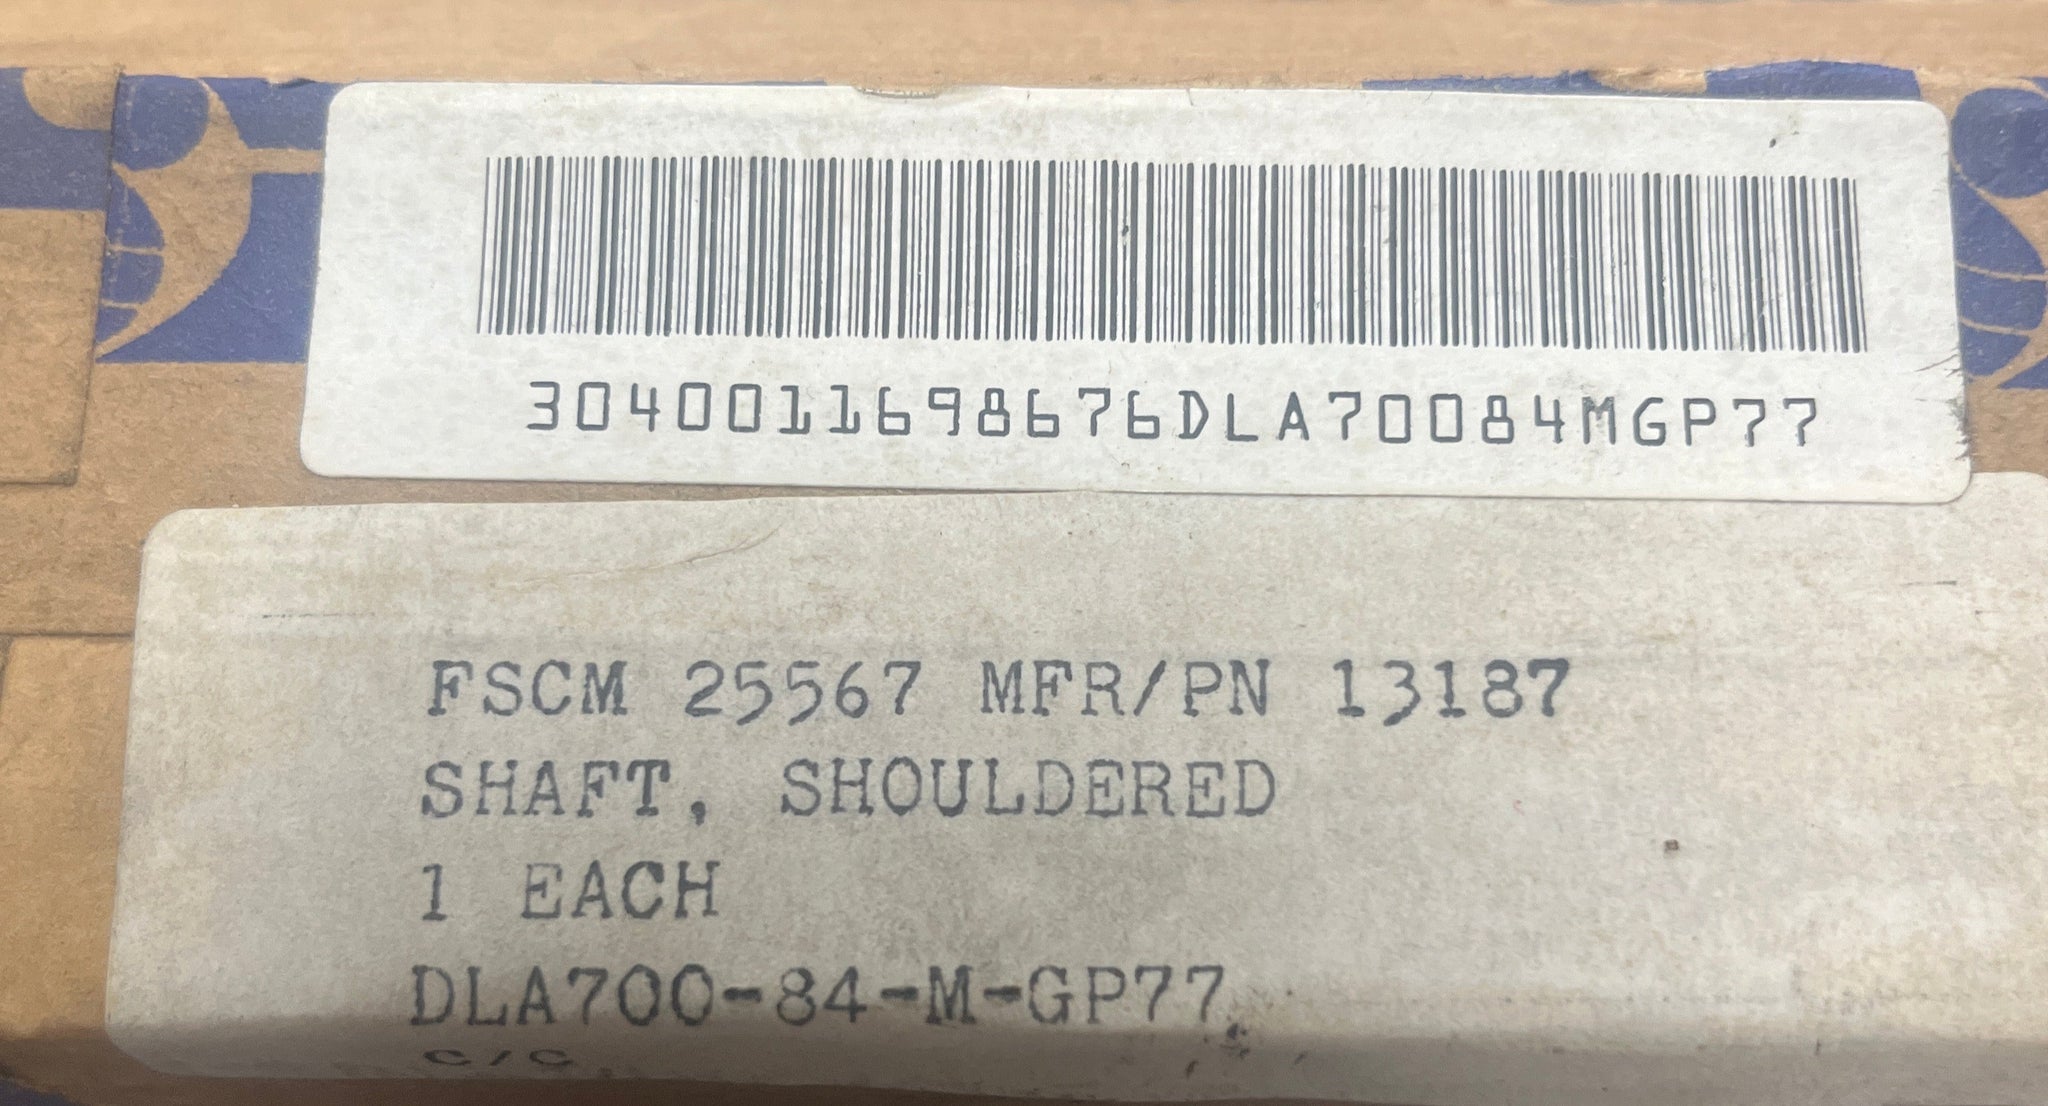 3040011698676DLA70084MGP77
FSCM 25567 MFR/PN 13187
SHAFT, SHOULDERED
1 EACH
DLA700-84-M-GP77
C/C